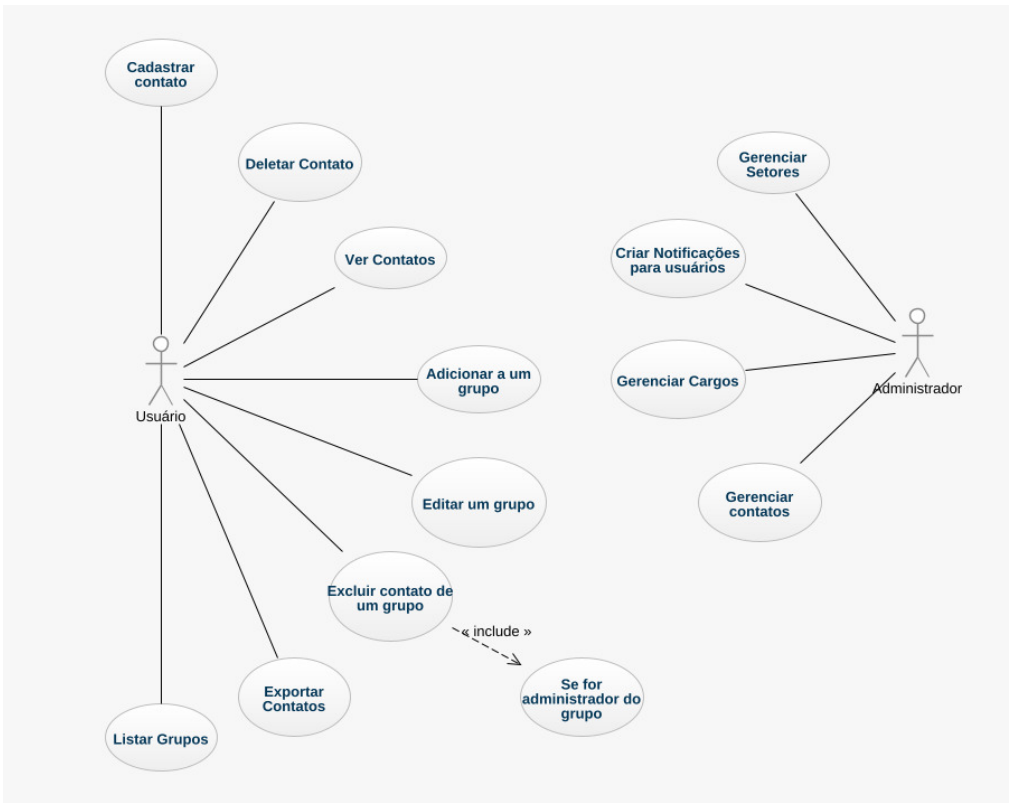 Cadastrar
contato
Deletar Contato
Gerenciar
Setores
Ver Contatos
Criar Notificações
para usuários
Adicionar a um
grupo
Gerenciar Cargos
Administrador
Usuário
Editar um grupo
Gerenciar
contatos
Excluir contato de
um grupo
« include »
Se for
administrador do
grupo
Exportar
Contatos
Listar Grupos